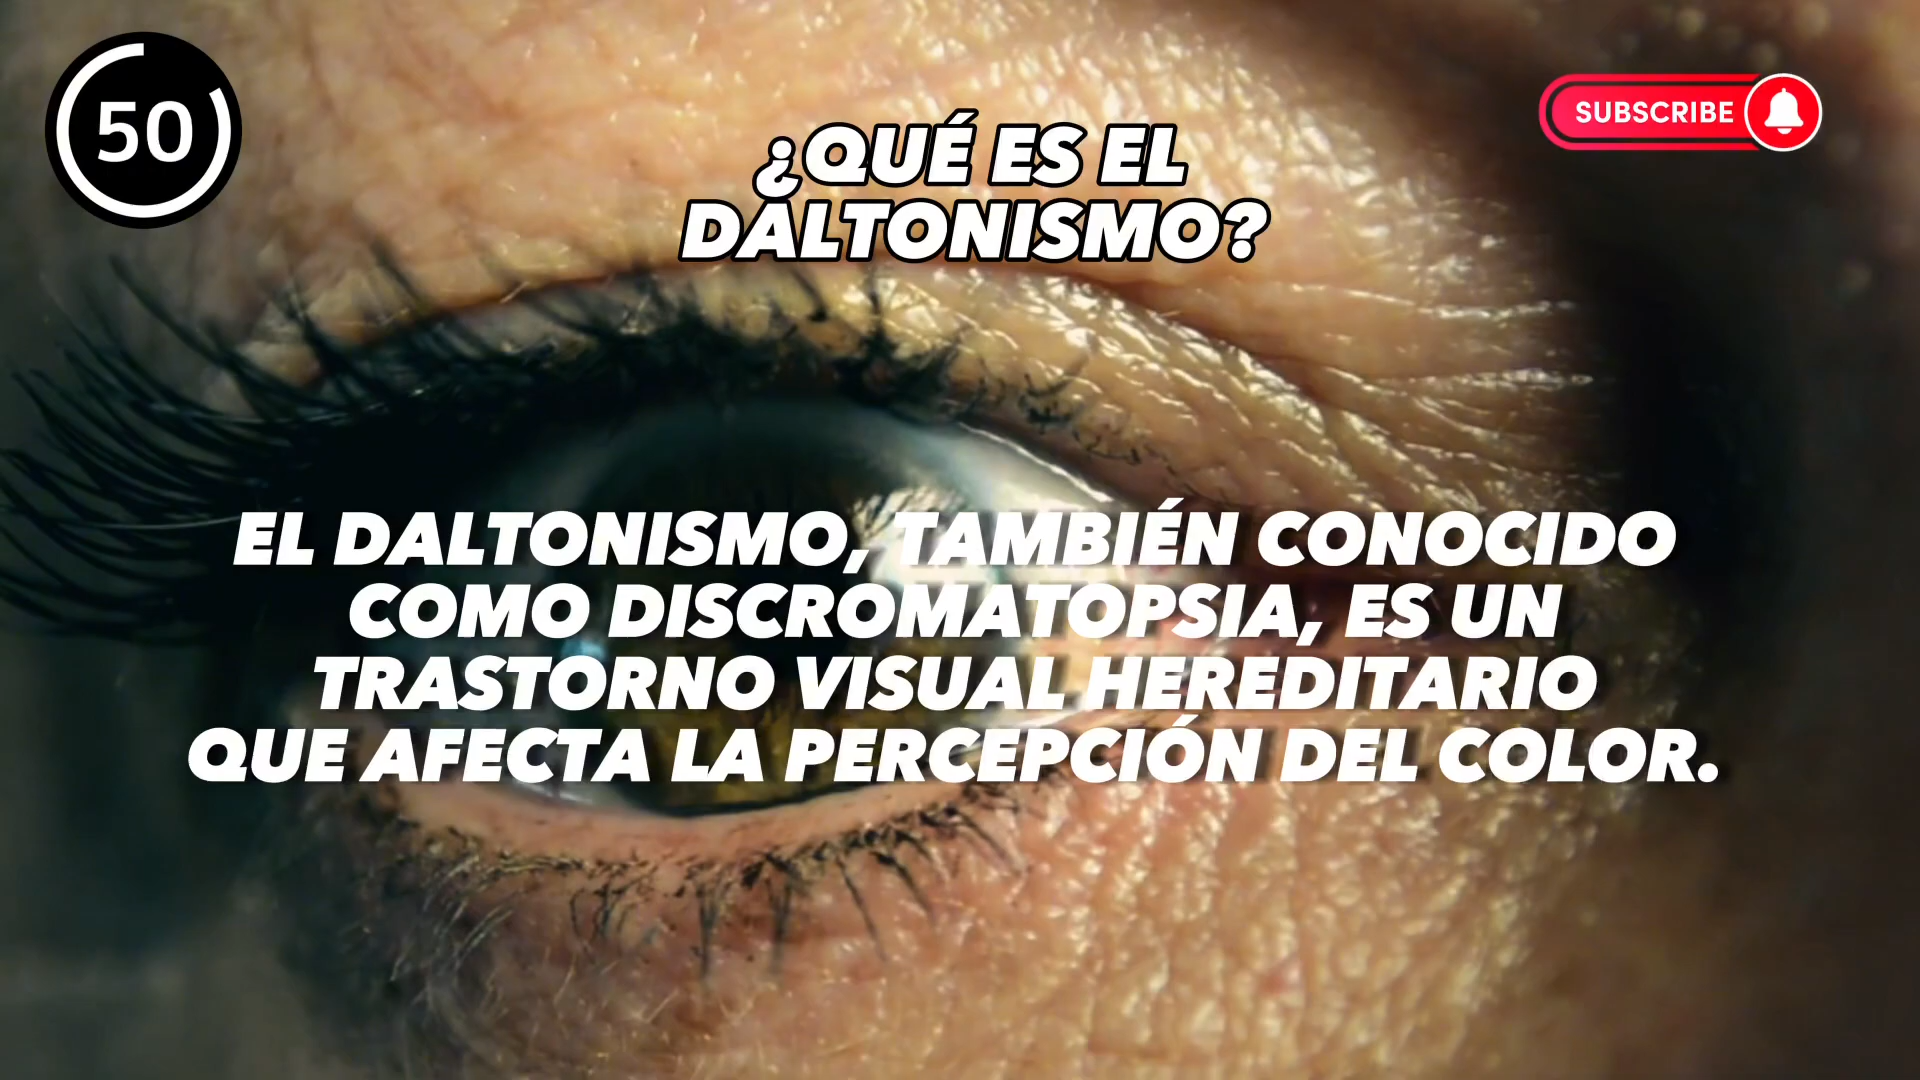 50
SUBSCRIBE
¿QUÉ ES EL
DALTONISMO?
EL DALTONISMO, TAMBIÉN CONOCIDO
COMO DISCROMATOPSIA, ES UN
TRASTORNO VISUAL HEREDITARIO
QUE AFECTA LA PERCEPCIÓN DEL COLOR.